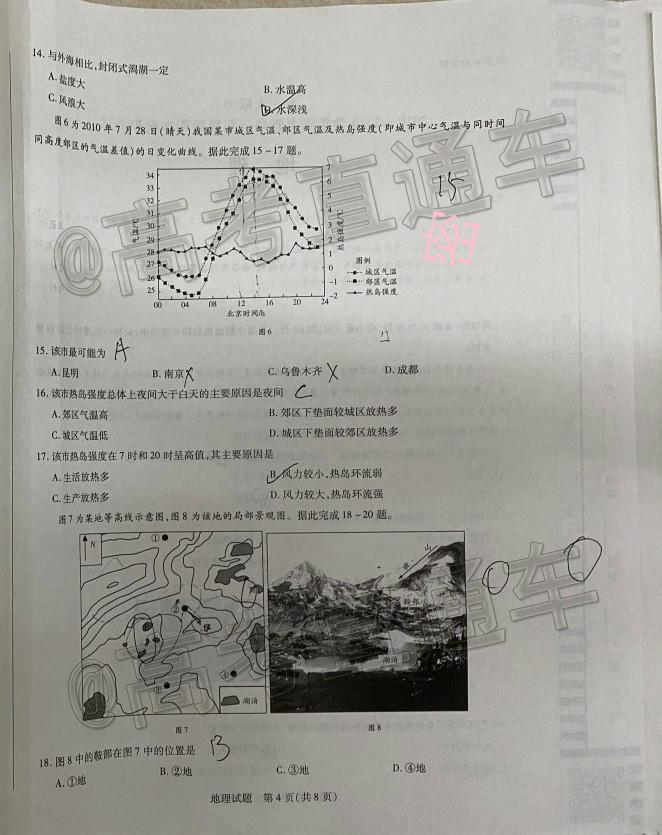 14. 与外海相比,封闭式潟湖一定
A. 盐度大
B. 水温高
C. 风浪大
D. 水深浅
图6为2010年7月28日(晴天)我国某市城区气温、郊区气温及热岛强度(即城市中心气温与同时间
同高度郊区的气温差值)的日变化曲线。据此完成15~17题。
气温/℃
34
33
32
31
30
29
28
27
26
25
热岛强度/℃
7
6
5
4
3
2
1
0
-1
-2
00 04 08 12 16 20 24
北京时间/h
图例
城区气温
郊区气温
热岛强度
图6
15
15. 该市最可能为 A
A. 昆明
B. 南京
C. 乌鲁木齐
D. 成都
16. 该市热岛强度总体上夜间大于白天的主要原因是夜间 C
A. 郊区气温高
B. 郊区下垫面较城区放热多
C. 城区气温低
D. 城区下垫面较郊区放热多
17. 该市热岛强度在7时和20时呈高值,其主要原因是
A. 生活放热多
B. 风力较小,热岛环流弱
C. 生产放热多
D. 风力较大,热岛环流强
图7为某地等高线示意图,图8为该地的局部景观图。据此完成18~20题。
N
①
②
③
④
湖泊
图7
山
脊
鞍部
湖泊
图8
18. 图8中的鞍部在图7中的位置是 B
A. ①地
B. ②地
C. ③地
D. ④地
地理试题 第4页(共8页)
@高考直通车
@高考直通车